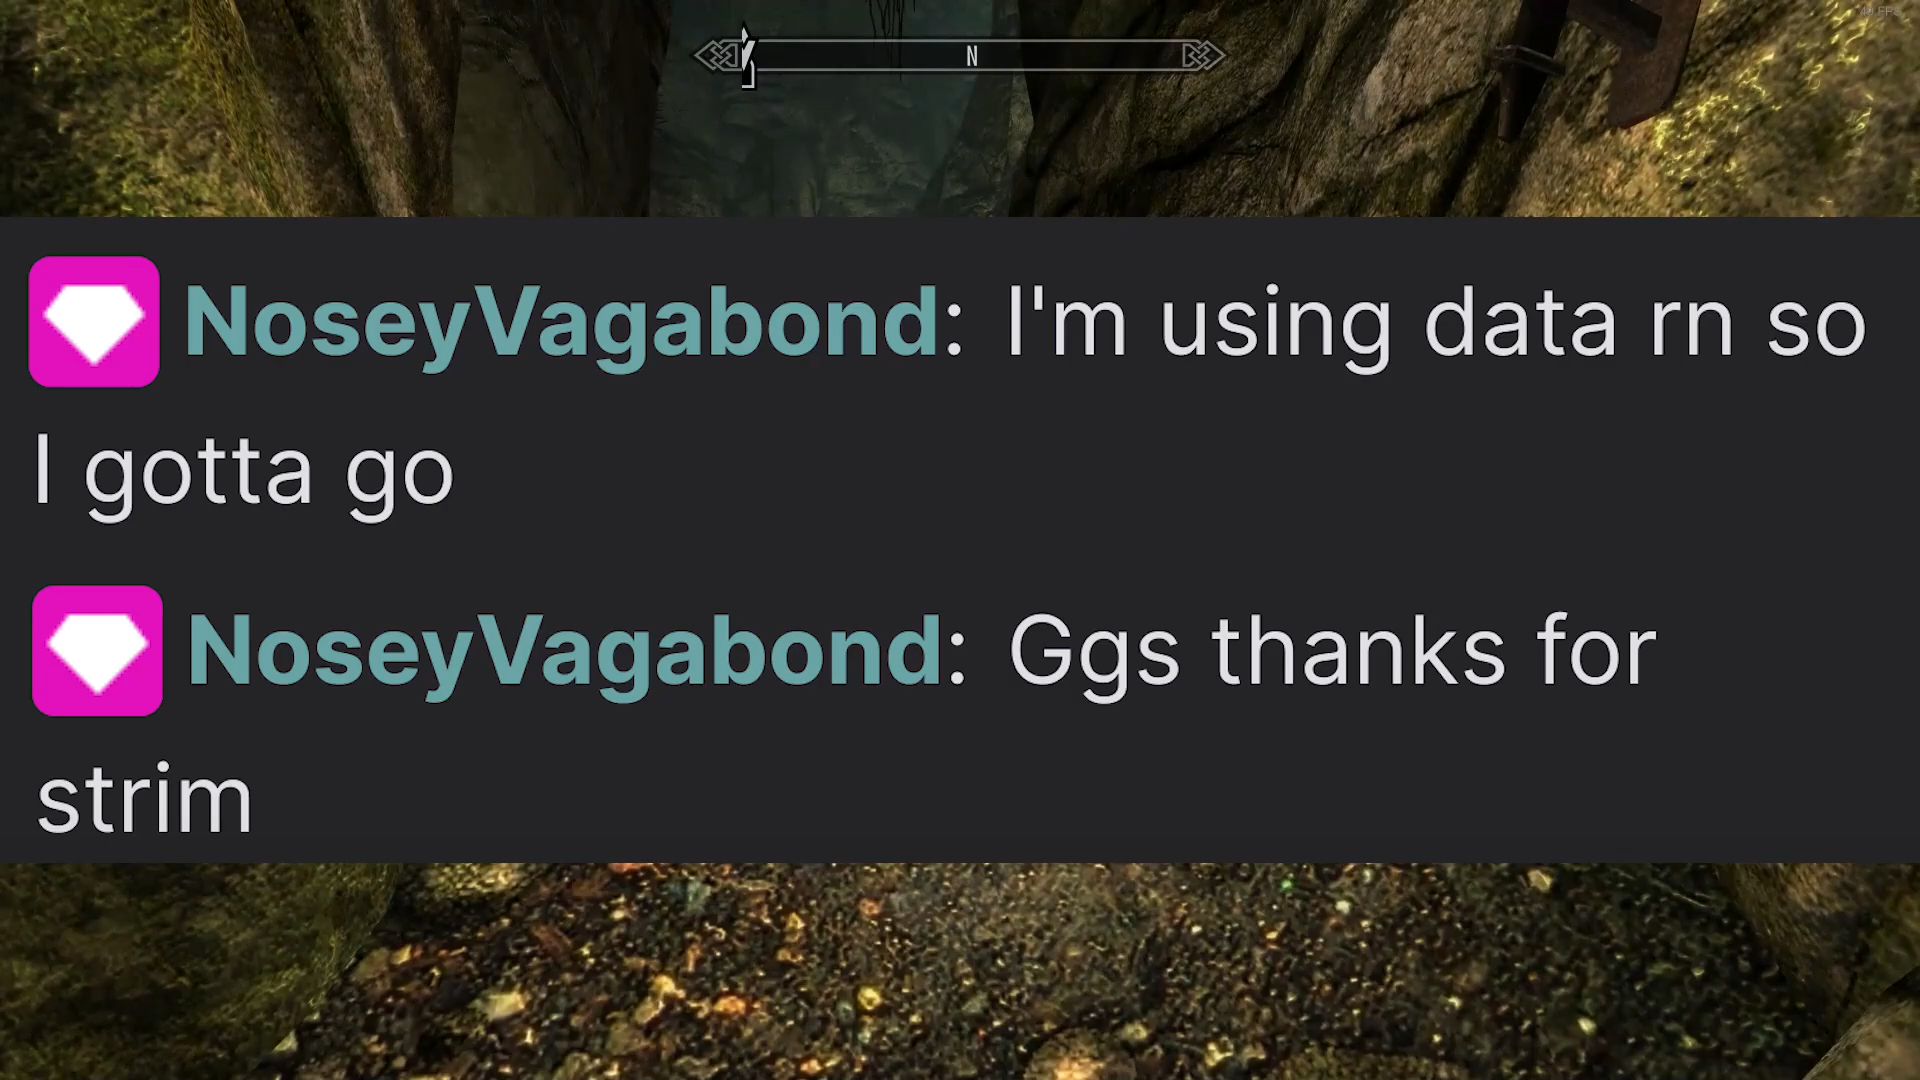 N
NoseyVagabond: I'm using data rn so
I gotta go
NoseyVagabond: Ggs thanks for
strim